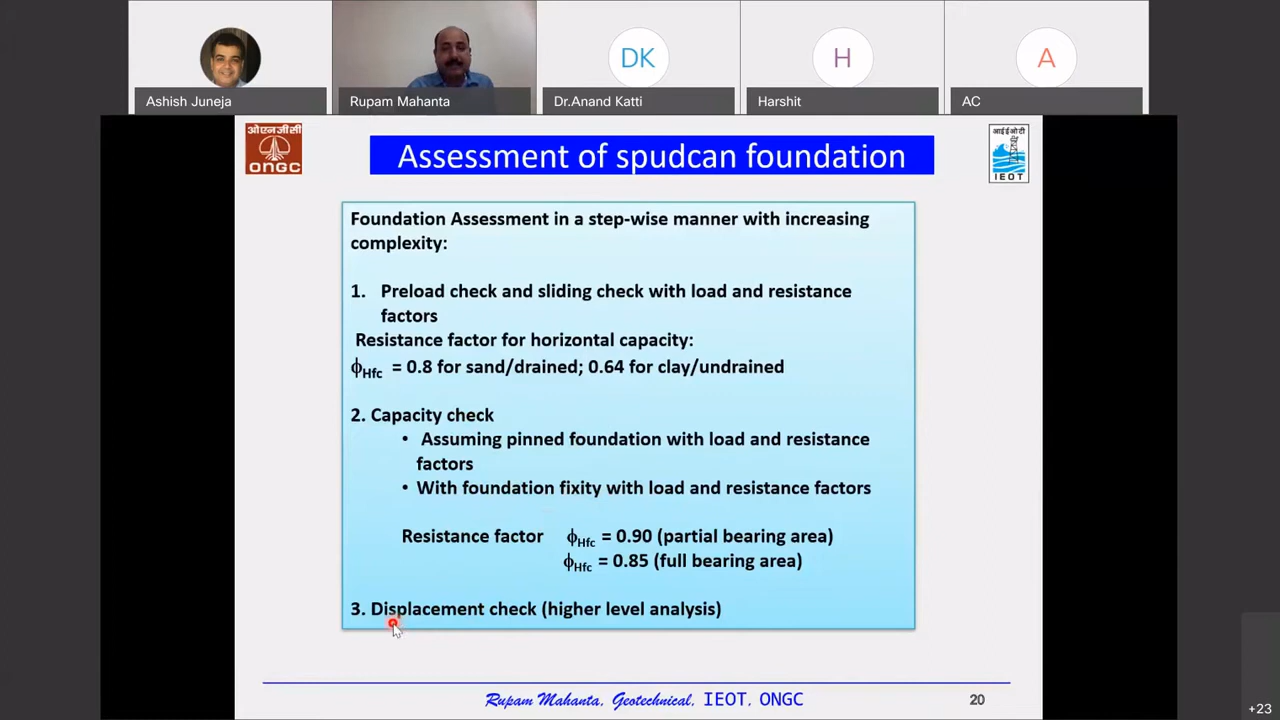 DK
H
A
Ashish Juneja
Rupam Mahanta
Dr.Anand Katti
Harshit
AC
ओएनजीसी
ONGC
Assessment of spudcan foundation
आईईओटी
IEOT
Foundation Assessment in a step-wise manner with increasing
complexity:
1. Preload check and sliding check with load and resistance
factors
Resistance factor for horizontal capacity:
ϕHfc = 0.8 for sand/drained; 0.64 for clay/undrained
2. Capacity check
• Assuming pinned foundation with load and resistance
factors
• With foundation fixity with load and resistance factors
Resistance factor ϕHfc = 0.90 (partial bearing area)
ϕHfc = 0.85 (full bearing area)
3. Displacement check (higher level analysis)
Rupam Mahanta, Geotechnical, IEOT, ONGC
20
+23